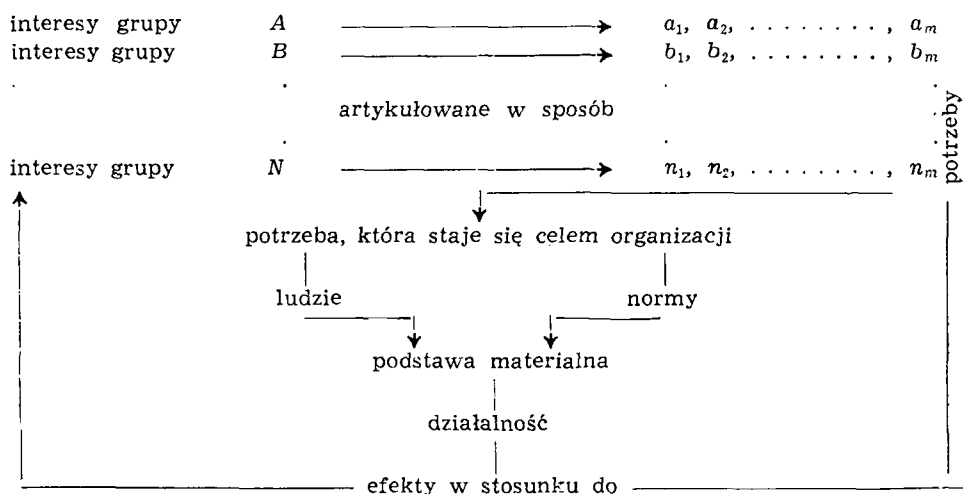 interesy grupy A a₁, a₂, . . . . . . . . . , aₘ
interesy grupy B b₁, b₂, . . . . . . . . . , bₘ
artykułowane w sposób
potrzeby
interesy grupy N n₁, n₂, . . . . . . . . . , nₘ
potrzeba, która staje się celem organizacji
ludzie normy
podstawa materialna
działalność
efekty w stosunku do